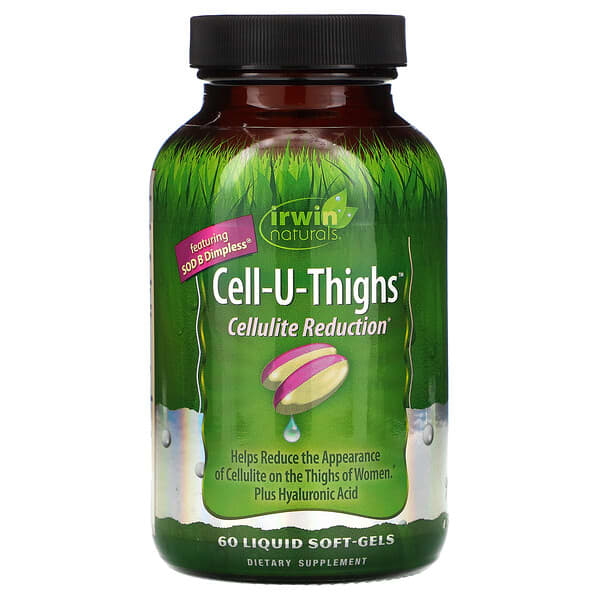 irwin
naturals®
featuring
SOD B Dimpless®
Cell-U-Thighs™
Cellulite Reduction*
Helps Reduce the Appearance
of Cellulite on the Thighs of Women.*
Plus Hyaluronic Acid
60 LIQUID SOFT-GELS
DIETARY SUPPLEMENT